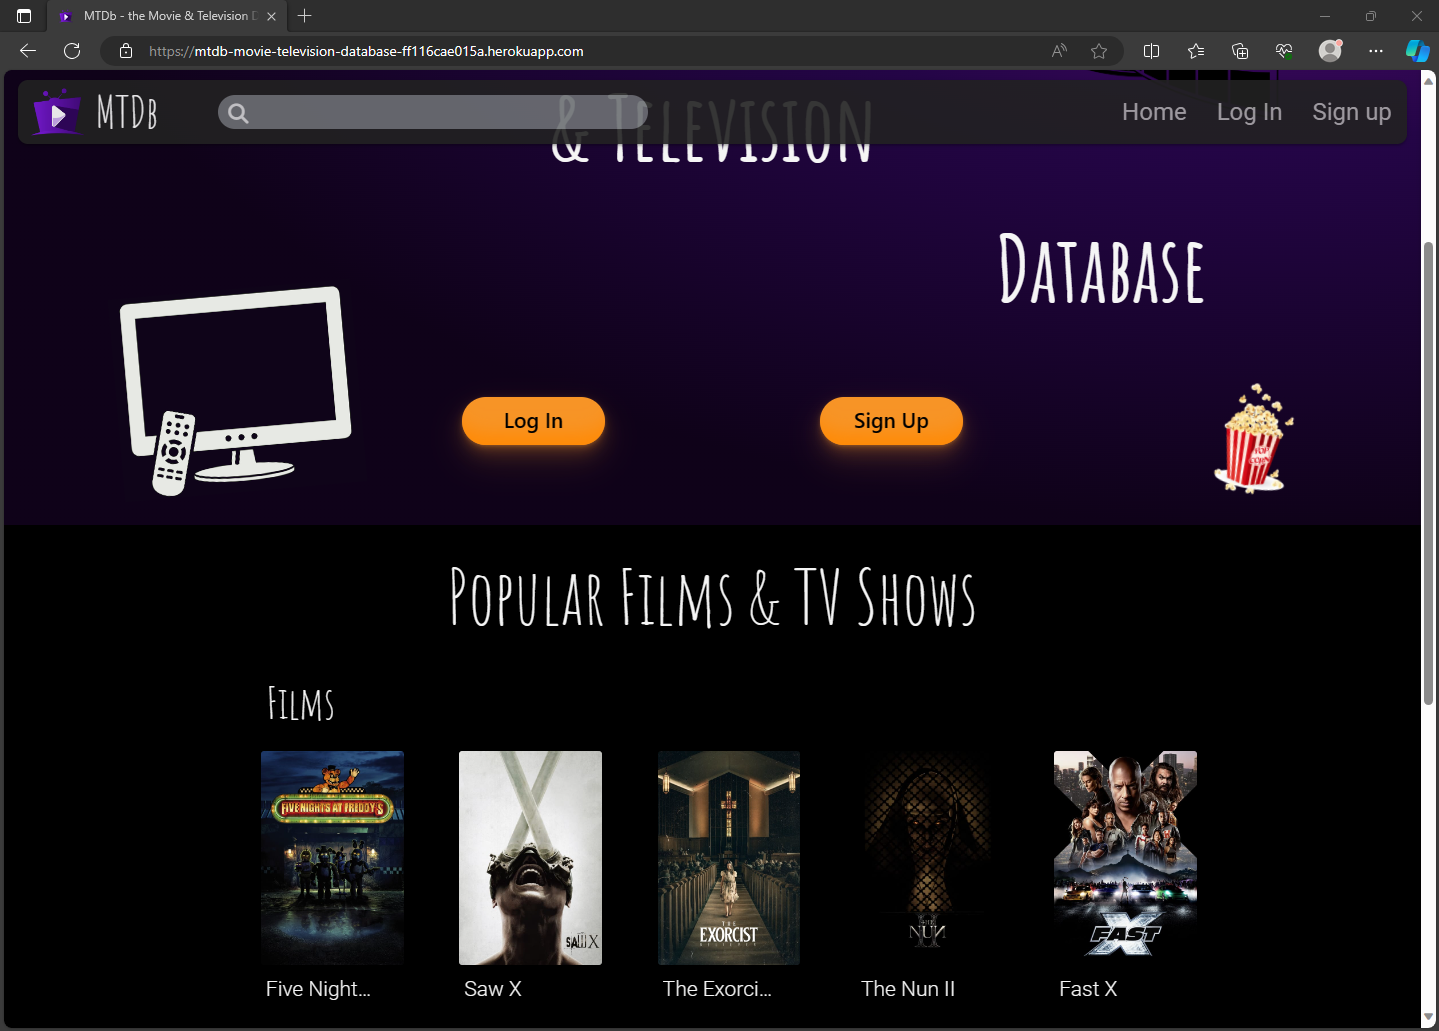 MTDb - the Movie & Television D
https://mtdb-movie-television-database-ff116cae015a.herokuapp.com
MTDb
Home
Log In
Sign up
& Television
Database
Log In
Sign Up
Popular Films & TV Shows
Films
FIVE NIGHTS AT FREDDY'S
SAW X
THE
EXORCIST
BELIEVER
THE
NUN
II
FAST X
Five Night...
Saw X
The Exorci...
The Nun II
Fast X